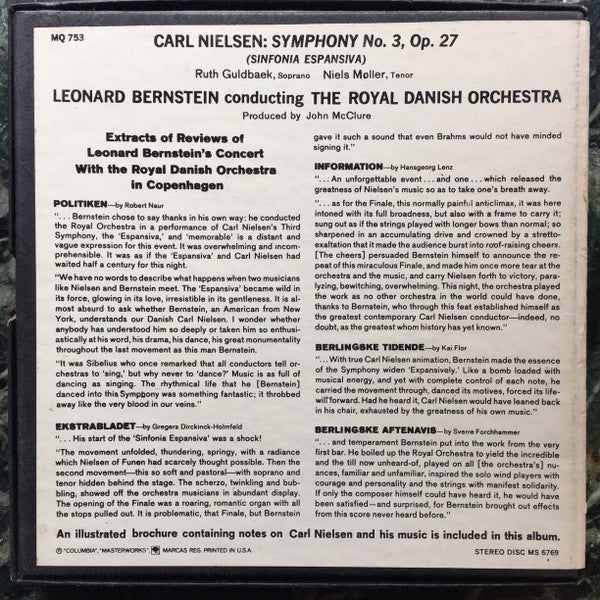 MQ 753
CARL NIELSEN: SYMPHONY No. 3, Op. 27
(SINFONIA ESPANSIVA)
Ruth Guldbaek, Soprano Niels Møller, Tenor
LEONARD BERNSTEIN conducting THE ROYAL DANISH ORCHESTRA
Produced by John McClure
Extracts of Reviews of
Leonard Bernstein's Concert
With the Royal Danish Orchestra
in Copenhagen
POLITIKEN—by Robert Naur
"... Bernstein chose to say thanks in his own way: he conducted
the Royal Orchestra in a performance of Carl Nielsen's Third
Symphony, the 'Espansiva,' and 'memorable' is a distant and
vague expression for this event. It was overwhelming and incom-
prehensible. It was as if the 'Espansiva' and Carl Nielsen had
waited half a century for this night.
"We have no words to describe what happens when two musicians
like Nielsen and Bernstein meet. The 'Espansiva' became wild in
its force, glowing in its love, irresistible in its gentleness. It is al-
most absurd to ask whether Bernstein, an American from New
York, understands our Danish Carl Nielsen. I wonder whether
anybody has understood him so deeply or taken him so enthusi-
astically at his word, his drama, his dance, his great monumentality
throughout the last movement as this man Bernstein.
"It was Sibelius who once remarked that all conductors tell or-
chestras to 'sing,' but why never to 'dance?' Music is as full of
dancing as singing. The rhythmical life that he [Bernstein]
danced into this Symphony was something fantastic; it throbbed
away like the very blood in our veins."
EKSTRABLADET—by Gregers Dirckinck-Holmfeld
"... His start of the 'Sinfonia Espansiva' was a shock!
"The movement unfolded, thundering, springy, with a radiance
which Nielsen of Funen had scarcely thought possible. Then the
second movement—this so soft and pastoral—with soprano and
tenor hidden behind the stage. The scherzo, twinkling and bub-
bling, showed off the orchestra musicians in abundant display.
The opening of the Finale was a roaring, romantic organ with all
the stops pulled out. It is problematic, that Finale, but Bernstein
gave it such a sound that even Brahms would not have minded
signing it."
INFORMATION—by Hansgeorg Lenz
"... An unforgettable event ... and one ... which released the
greatness of Nielsen's music so as to take one's breath away.
"... as for the Finale, this normally painful anticlimax, it was here
intoned with its full broadness, but also with a frame to carry it;
sung out as if the strings played with longer bows than normal; so
sharpened in an accumulating drive and crowned by a stretto-
exaltation that it made the audience burst into roof-raising cheers.
[The cheers] persuaded Bernstein himself to announce the re-
peat of this miraculous Finale, and made him once more tear at the
orchestra and the music, and carry Nielsen forth to victory, para-
lyzing, bewitching, overwhelming. This night, the orchestra played
the work as no other orchestra in the world could have done,
thanks to Bernstein, who through this feat established himself as
the greatest contemporary Carl Nielsen conductor—indeed, no
doubt, as the greatest whom history has yet known."
BERLINGSKE TIDENDE—by Kai Flor
"... With true Carl Nielsen animation, Bernstein made the essence
of the Symphony widen 'Expansively.' Like a bomb loaded with
musical energy, and yet with complete control of each note, he
carried the movement through, danced its motives, forced its life-
will forward. Had he heard it, Carl Nielsen would have leaned back
in his chair, exhausted by the greatness of his own music."
BERLINGSKE AFTENAVIS—by Sverre Forchhammer
"... and temperament Bernstein put into the work from the very
first bar. He boiled up the Royal Orchestra to yield the incredible
and the till now unheard-of, played on all [the orchestra's] nu-
ances, familiar and unfamiliar, inspired the solo wind players with
courage and personality and the strings with manifest solidarity.
If only the composer himself could have heard it, he would have
been satisfied—and surprised, for Bernstein brought out effects
from this score never heard before."
An illustrated brochure containing notes on Carl Nielsen and his music is included in this album.
℗ "COLUMBIA", "MASTERWORKS", MARCAS REG. PRINTED IN U.S.A.
STEREO DISC MS 6769